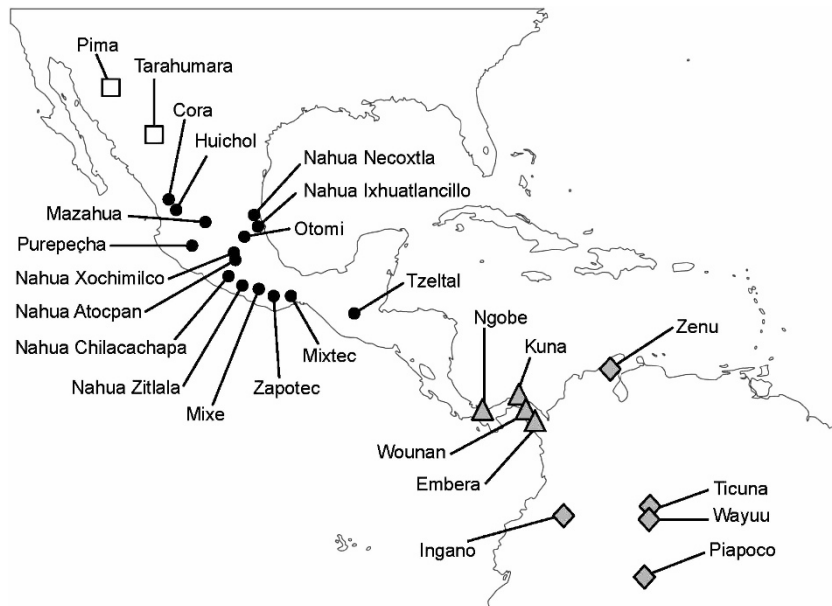 Pima
Tarahumara
Cora
Huichol
Nahua Necoxtla
Nahua Ixhuatlancillo
Mazahua
Otomi
Purepeçha
Nahua Xochimilco
Tzeltal
Nahua Atocpan
Ngobe
Kuna
Zenu
Nahua Chilacachapa
Mixtec
Nahua Zitlala
Zapotec
Mixe
Wounan
Embera
Ticuna
Wayuu
Ingano
Piapoco